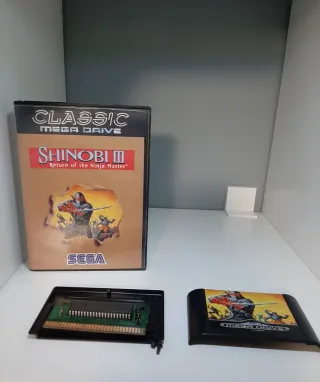 CLASSIC
MEGA DRIVE
SHINOBI III
Return of the Ninja Master
SEGA
MEGA DRIVE